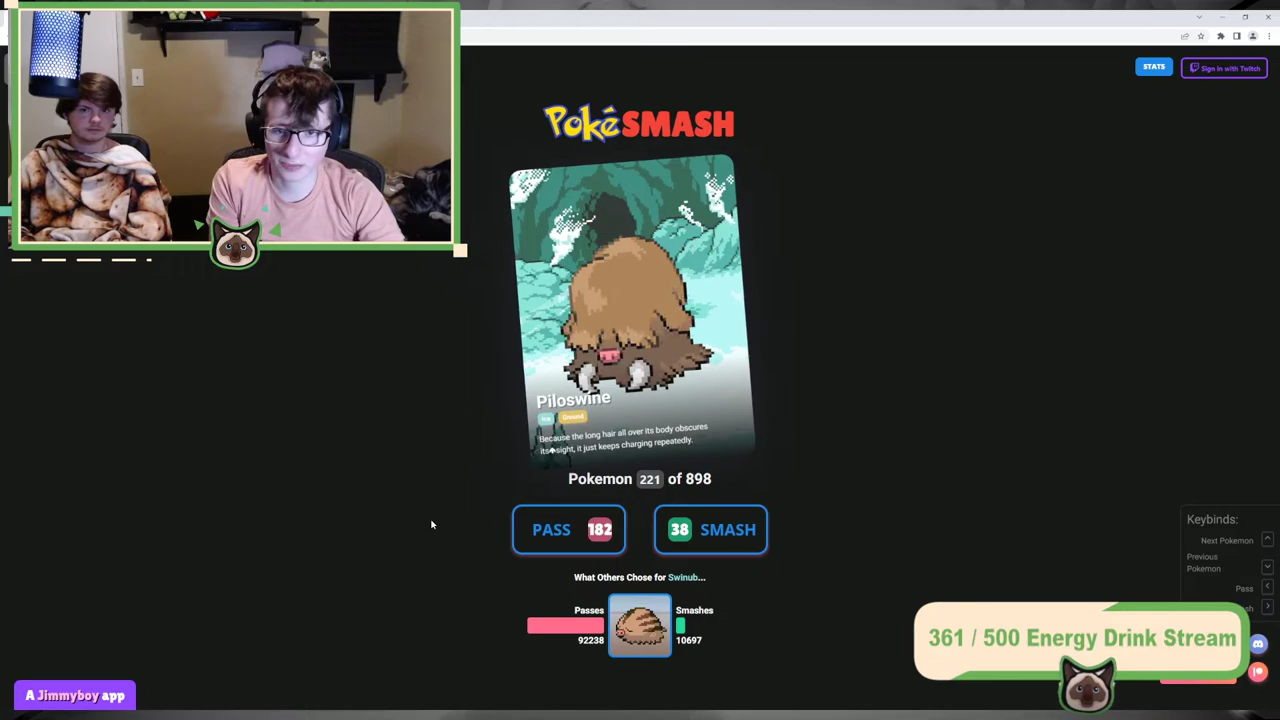 STATS
Sign in with Twitch
PokéSMASH
Piloswine
Ice Ground
Because the long hair all over its body obscures
its sight, it just keeps charging repeatedly.
Pokemon 221 of 898
PASS 182
38 SMASH
What Others Chose for Swinub...
Passes
92238
Smashes
10697
Keybinds:
Next Pokemon
Previous
Pokemon
Pass
361 / 500 Energy Drink Stream
A Jimmyboy app